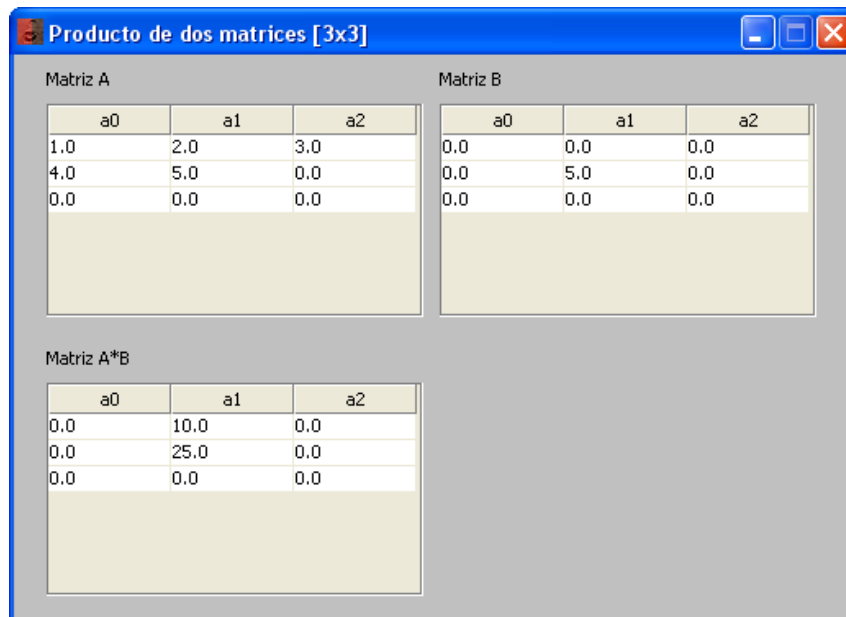 Producto de dos matrices [3x3]
Matriz A
a0 a1 a2
1.0 2.0 3.0
4.0 5.0 0.0
0.0 0.0 0.0
Matriz B
a0 a1 a2
0.0 0.0 0.0
0.0 5.0 0.0
0.0 0.0 0.0
Matriz A*B
a0 a1 a2
0.0 10.0 0.0
0.0 25.0 0.0
0.0 0.0 0.0